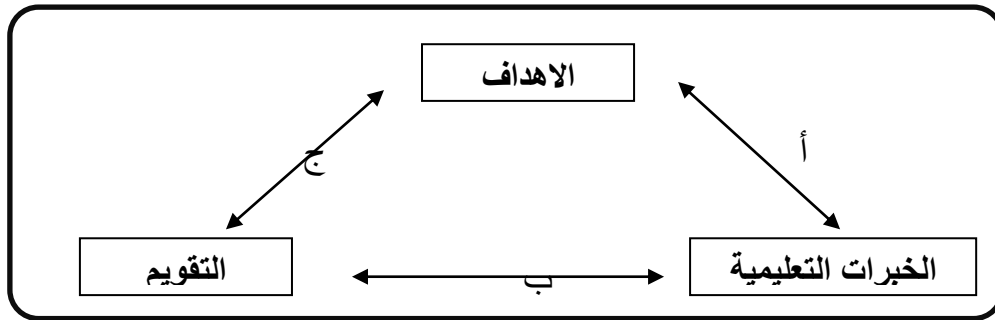 الاهداف
أ
ج
الخبرات التعليمية
ب
التقويم